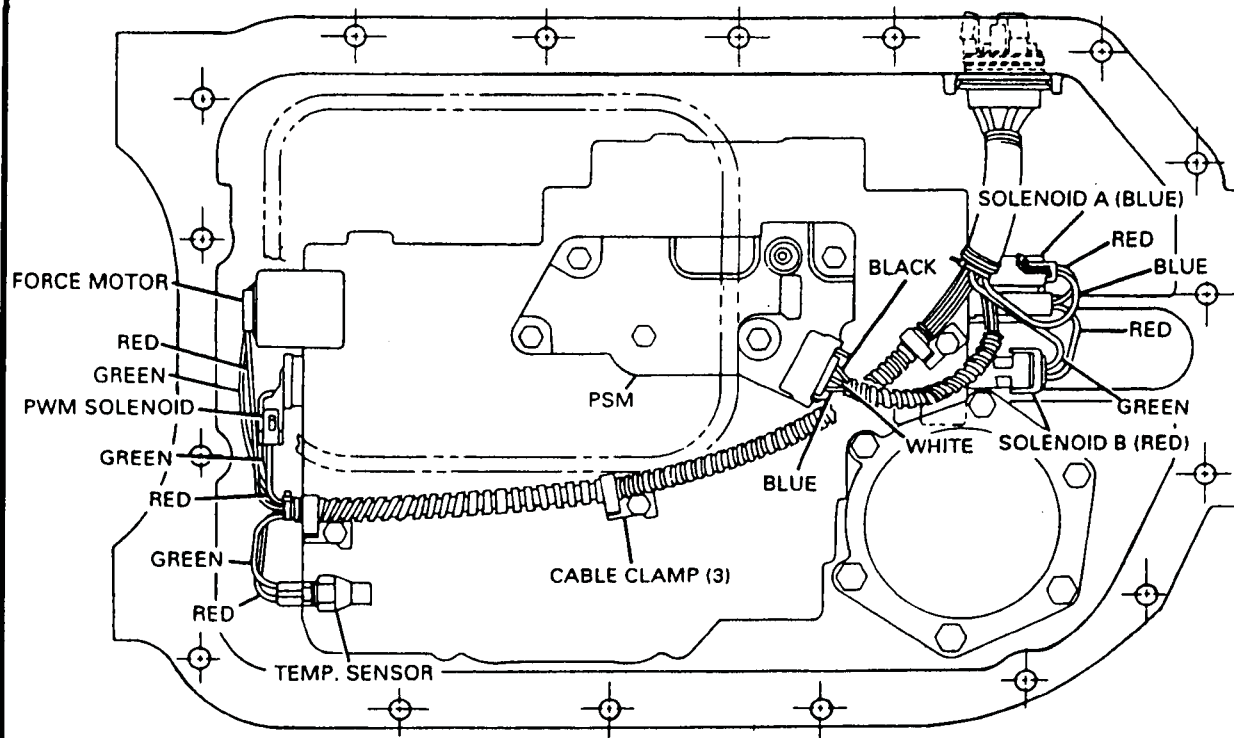 SOLENOID A (BLUE)
RED
BLACK
BLUE
FORCE MOTOR
RED
RED
GREEN
PSM
PWM SOLENOID
GREEN
WHITE
SOLENOID B (RED)
GREEN
BLUE
RED
GREEN
CABLE CLAMP (3)
RED
TEMP. SENSOR